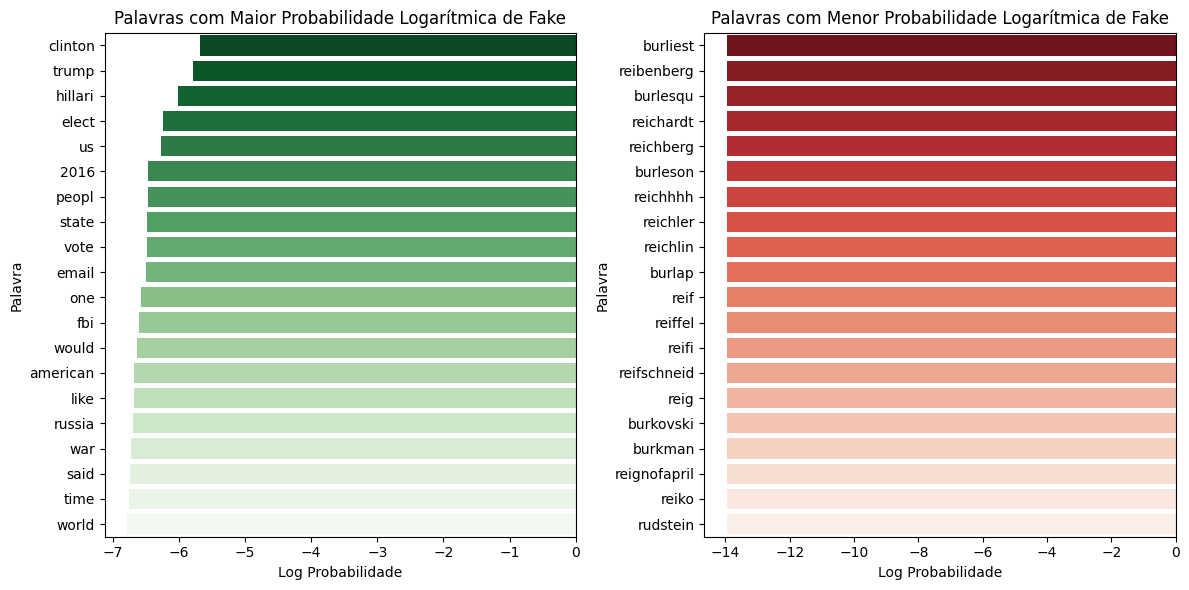 Palavras com Maior Probabilidade Logarítmica de Fake
Palavra
clinton
trump
hillari
elect
us
2016
peopl
state
vote
email
one
fbi
would
american
like
russia
war
said
time
world
−7 −6 −5 −4 −3 −2 −1 0
Log Probabilidade
Palavras com Menor Probabilidade Logarítmica de Fake
Palavra
burliest
reibenberg
burlesqu
reichardt
reichberg
burleson
reichhhh
reichler
reichlin
burlap
reif
reiffel
reifi
reifschneid
reig
burkovski
burkman
reignofapril
reiko
rudstein
−14 −12 −10 −8 −6 −4 −2 0
Log Probabilidade